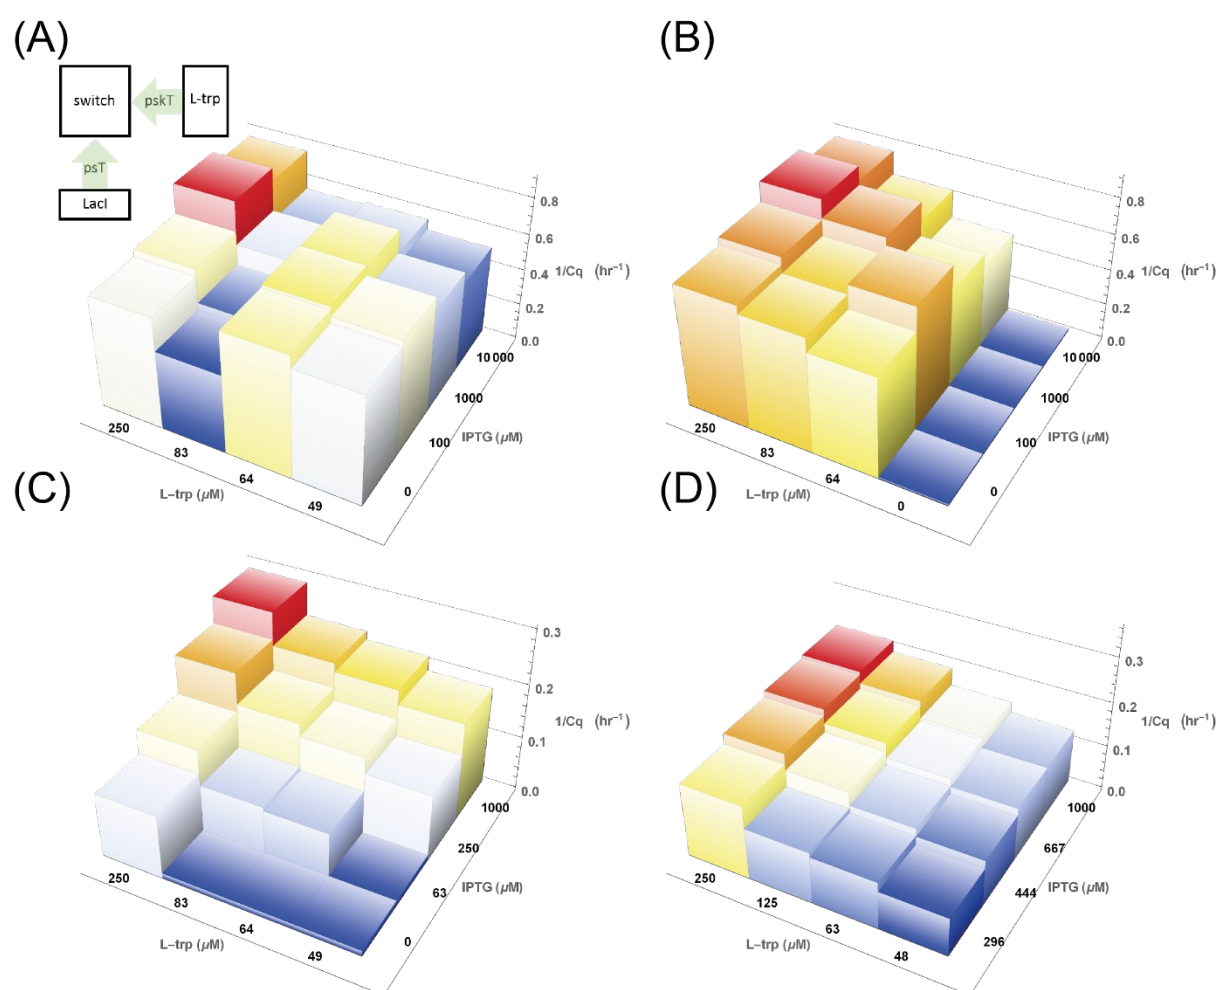 (A)
switch
pskT
L-trp
psT
LacI
0.8
0.6
0.4
0.2
0.0
1/Cq (hr⁻¹)
10000
1000
100
0
IPTG (µM)
250
83
64
49
L−trp (µM)
(B)
0.8
0.6
0.4
0.2
0.0
1/Cq (hr⁻¹)
10000
1000
100
0
IPTG (µM)
250
83
64
0
L−trp (µM)
(C)
0.3
0.2
0.1
0.0
1/Cq (hr⁻¹)
1000
250
63
0
IPTG (µM)
250
83
64
49
L−trp (µM)
(D)
0.3
0.2
0.1
0.0
1/Cq (hr⁻¹)
1000
667
444
296
IPTG (µM)
250
125
63
48
L−trp (µM)